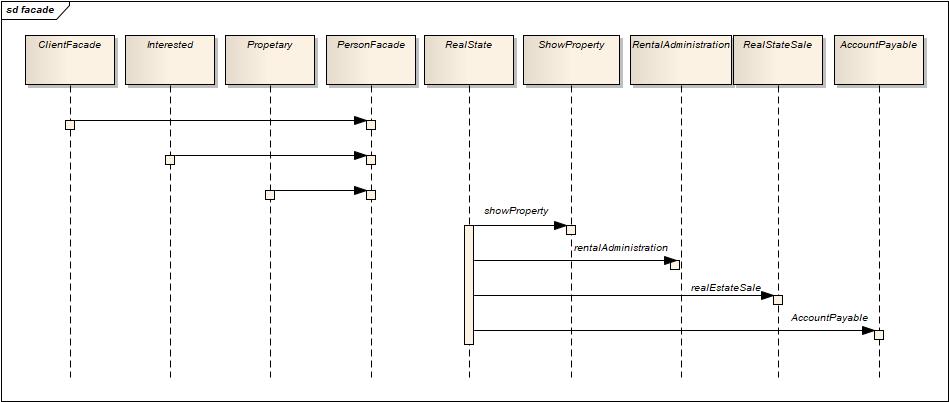 sd facade
ClientFacade
Interested
Propetary
PersonFacade
RealState
ShowProperty
RentalAdministration
RealStateSale
AccountPayable
showProperty
rentalAdministration
realEstateSale
AccountPayable